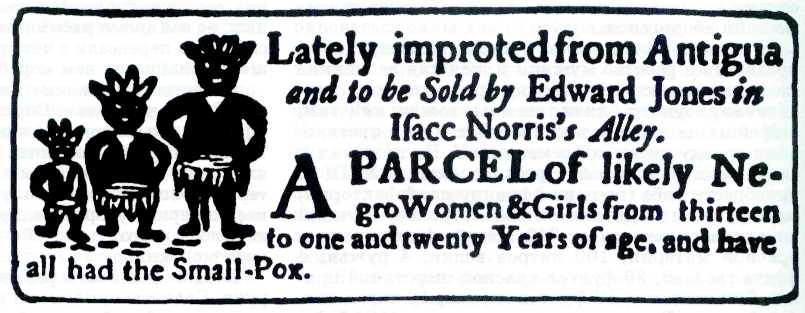 Lately improted from Antigua
and to be Sold by Edward Jones in
Isacc Norris's Alley.
A PARCEL of likely Ne-
gro Women & Girls from thirteen
to one and twenty Years of age, and have
all had the Small-Pox.